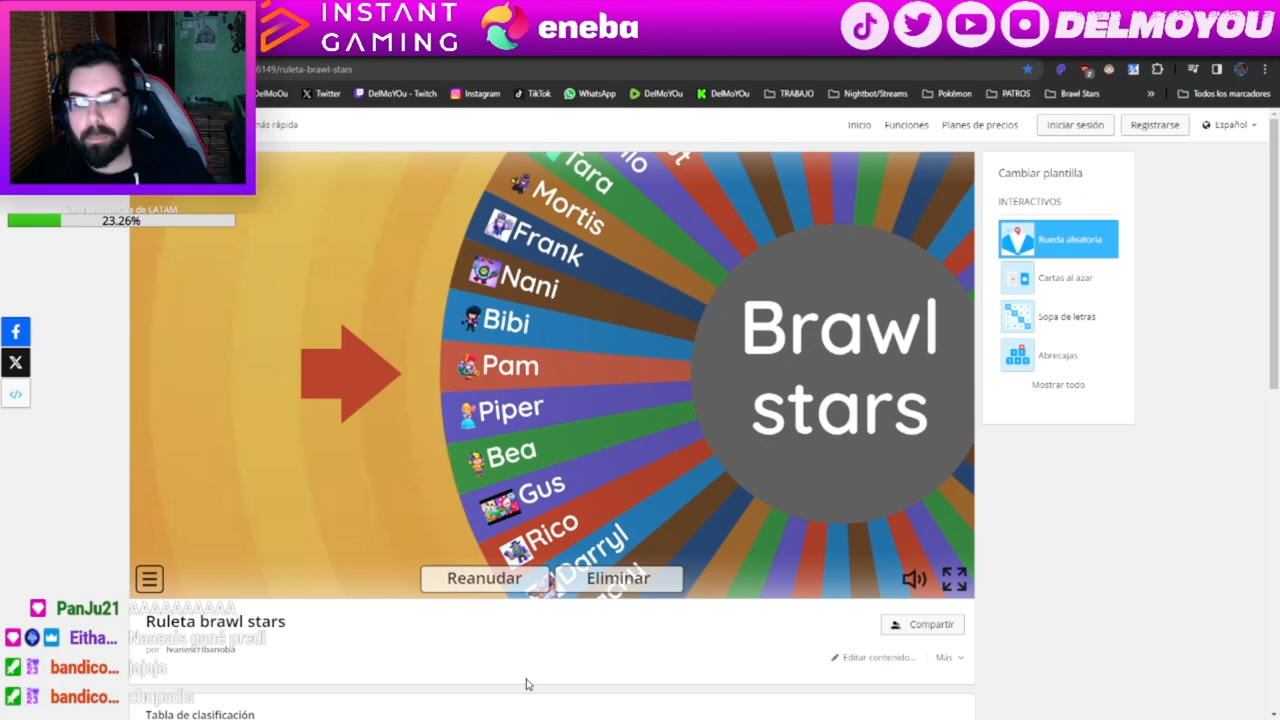 INSTANT
GAMING
eneba
DELMOYOU
6149/ruleta-brawl-stars
DelMoOu
Twitter
DelMoYOu - Twitch
Instagram
TikTok
WhatsApp
DelMoYOu
DelMoYOu
TRABAJO
Nightbot/Streams
Pokémon
PATROS
Brawl Stars
»
Todos los marcadores
más rápida
Inicio
Funciones
Planes de precios
Iniciar sesión
Registrarse
Español
de LATAM
23.26%
Tara
Mortis
Frank
Nani
Bibi
Pam
Piper
Bea
Gus
Rico
Darryl
Brawl
stars
Reanudar
Eliminar
Cambiar plantilla
INTERACTIVOS
Rueda aleatoria
Cartas al azar
Sopa de letras
Abrecajas
Mostrar todo
PanJu21 AAAAAAAAAA
Eitha... Naaaais gané predi
bandico... jajaja
bandico... chupadla
Ruleta brawl stars
por Ivanescribanoba
Compartir
Editar contenido...
Más
Tabla de clasificación